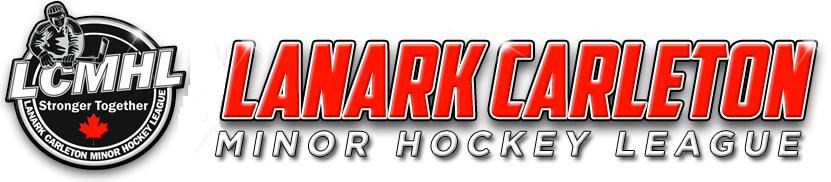 LCMHL
Stronger Together
LANARK CARLETON MINOR HOCKEY LEAGUE
LANARK CARLETON
MINOR HOCKEY LEAGUE